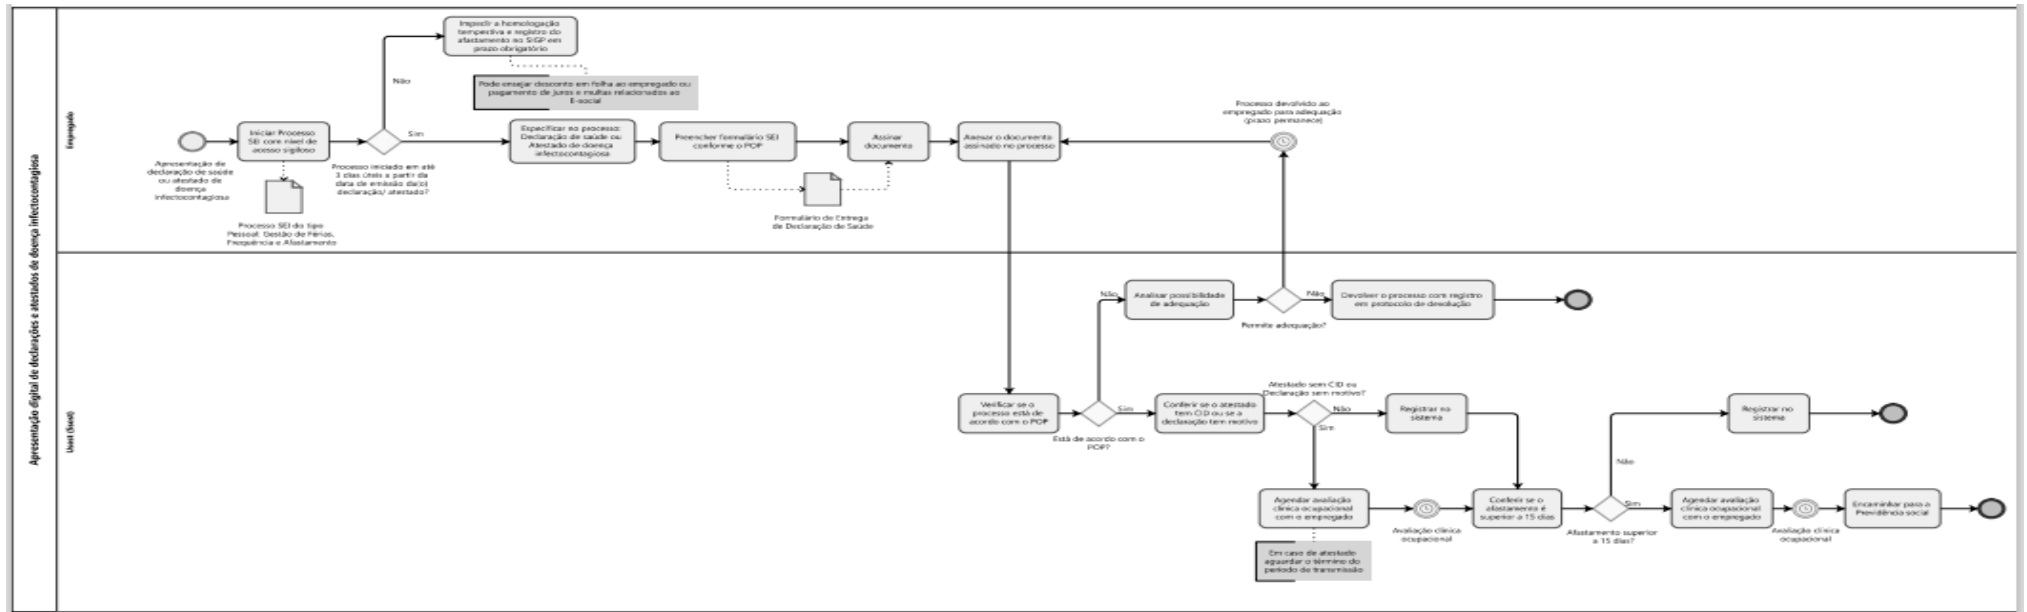 Apresentação digital de declarações e atestados de doença infectocontagiosa
Empregado
Impedir a homologação
tempestiva e registro do
afastamento no SIGP em
prazo obrigatório
Não
Pode ensejar desconto em folha ao empregado ou
pagamento de juros e multas relacionados ao
E-social
Apresentação de
declaração de saúde
ou atestado de
doença
infectocontagiosa
Iniciar Processo
SEI com nível de
acesso sigiloso
Processo SEI do tipo
Pessoal: Gestão de Férias,
Frequência e Afastamento
Processo iniciado em até
3 dias úteis a partir da
data de emissão da(o)
declaração/ atestado?
Sim
Especificar no processo:
Declaração de saúde ou
Atestado de doença
infectocontagiosa
Preencher formulário SEI
conforme o POP
Formulário de Entrega
de Declaração de Saúde
Assinar
documento
Anexar o documento
assinado no processo
Processo devolvido ao
empregado para adequação
(prazo permanece)
Não
Analisar possibilidade
de adequação
Permite adequação?
Não
Devolver o processo com registro
em protocolo de devolução
Verificar se o
processo está de
acordo com o POP
Está de acordo com o
POP?
Sim
Conferir se o atestado
tem CID ou se a
declaração tem motivo
Atestado sem CID ou
Declaração sem motivo?
Não
Sim
Registrar no
sistema
Agendar avaliação
clínica ocupacional
com o empregado
Em caso de atestado
aguardar o término do
período de transmissão
Avaliação clínica
ocupacional
Conferir se o
afastamento é
superior a 15 dias
Afastamento superior
a 15 dias?
Não
Registrar no
sistema
Sim
Agendar avaliação
clínica ocupacional
com o empregado
Avaliação clínica
ocupacional
Encaminhar para a
Previdência social